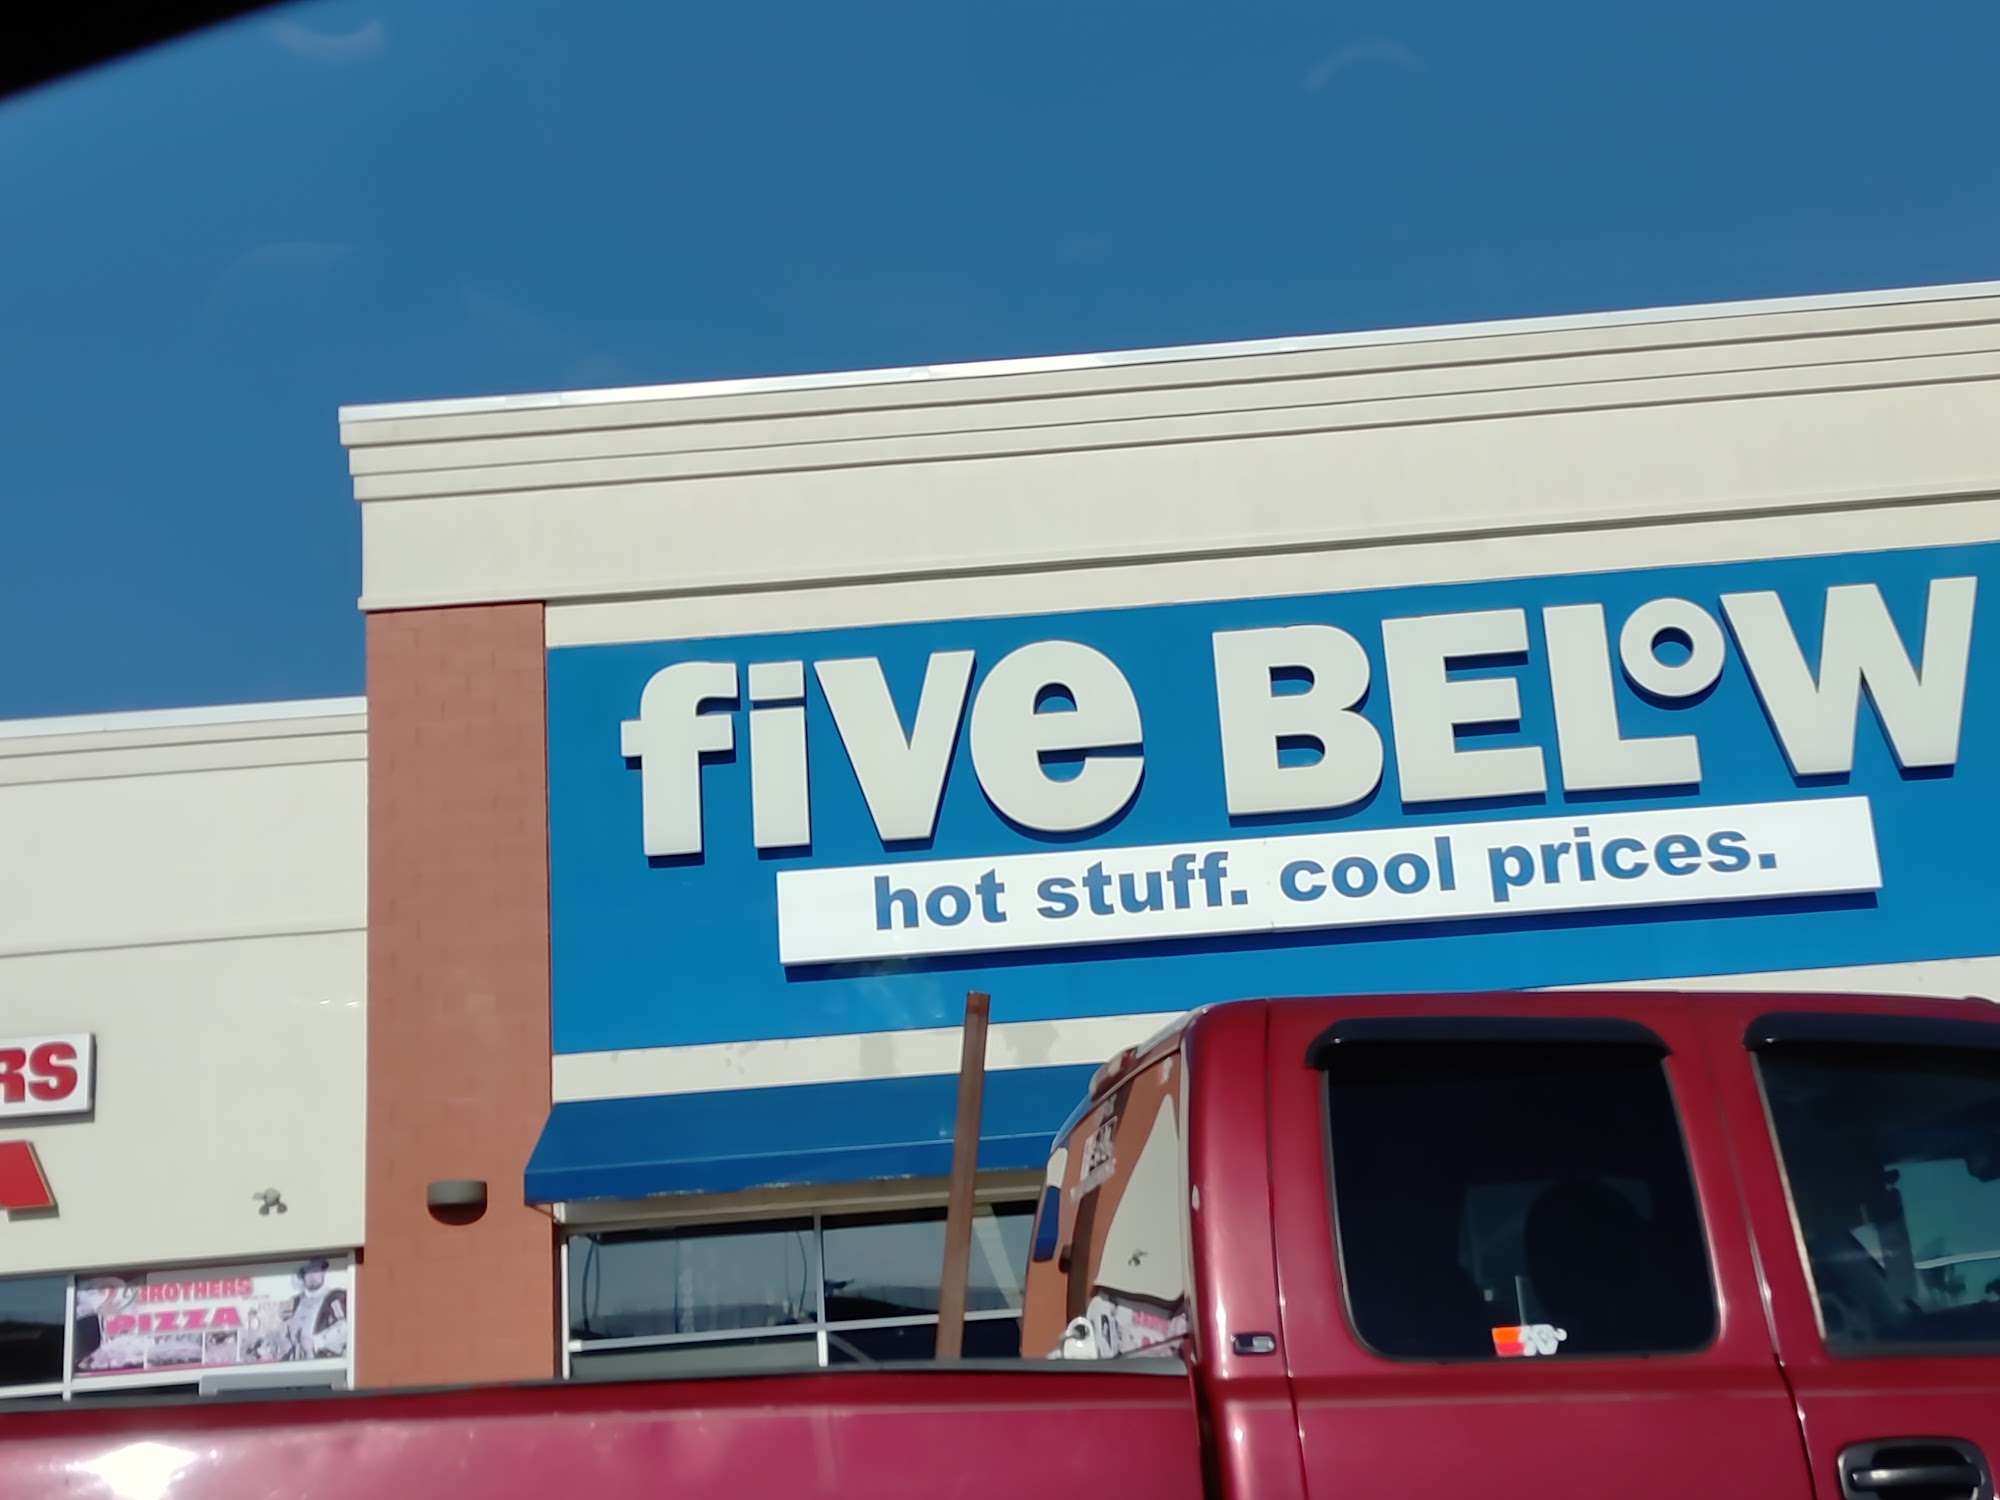 five BELOW
hot stuff. cool prices.
RS
A
BROTHERS
PIZZA
K&N